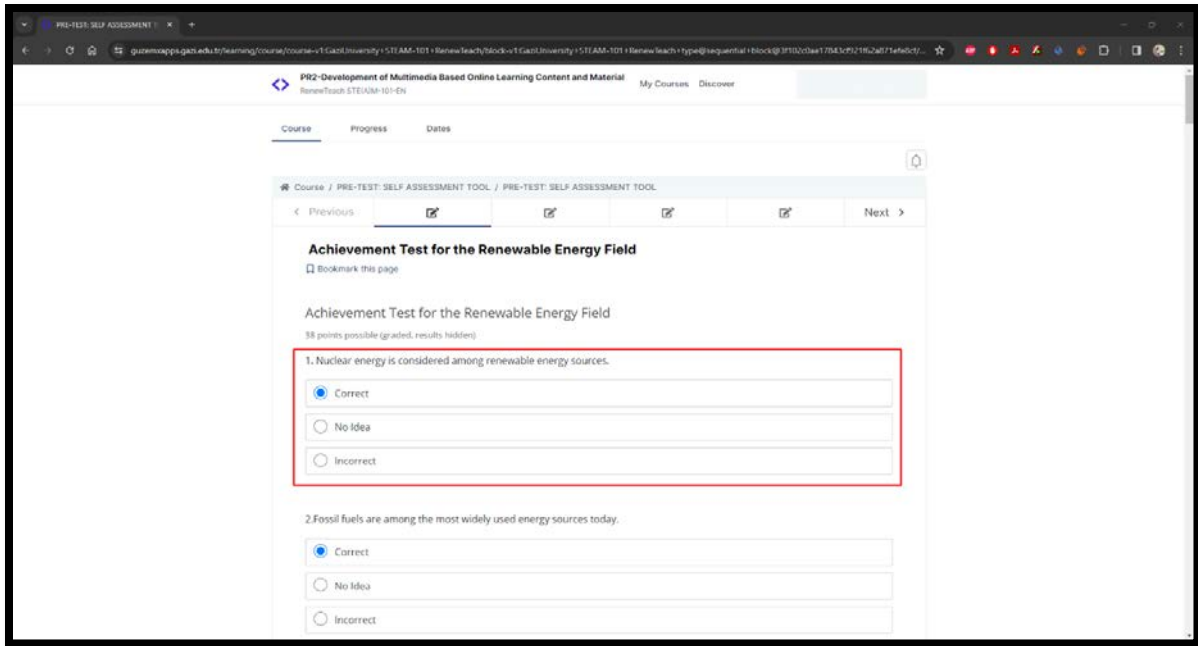 PRE-TEST: SELF ASSESSMENT T
PR2-Development of Multimedia Based Online Learning Content and Material
My Courses Discover
RenewTeach STE(A)M-101-EN
Course Progress Dates
Course / PRE-TEST: SELF ASSESSMENT TOOL / PRE-TEST: SELF ASSESSMENT TOOL
Previous Next
Achievement Test for the Renewable Energy Field
Bookmark this page
Achievement Test for the Renewable Energy Field
38 points possible (graded, results hidden)
1. Nuclear energy is considered among renewable energy sources.
Correct
No Idea
Incorrect
2.Fossil fuels are among the most widely used energy sources today.
Correct
No Idea
Incorrect